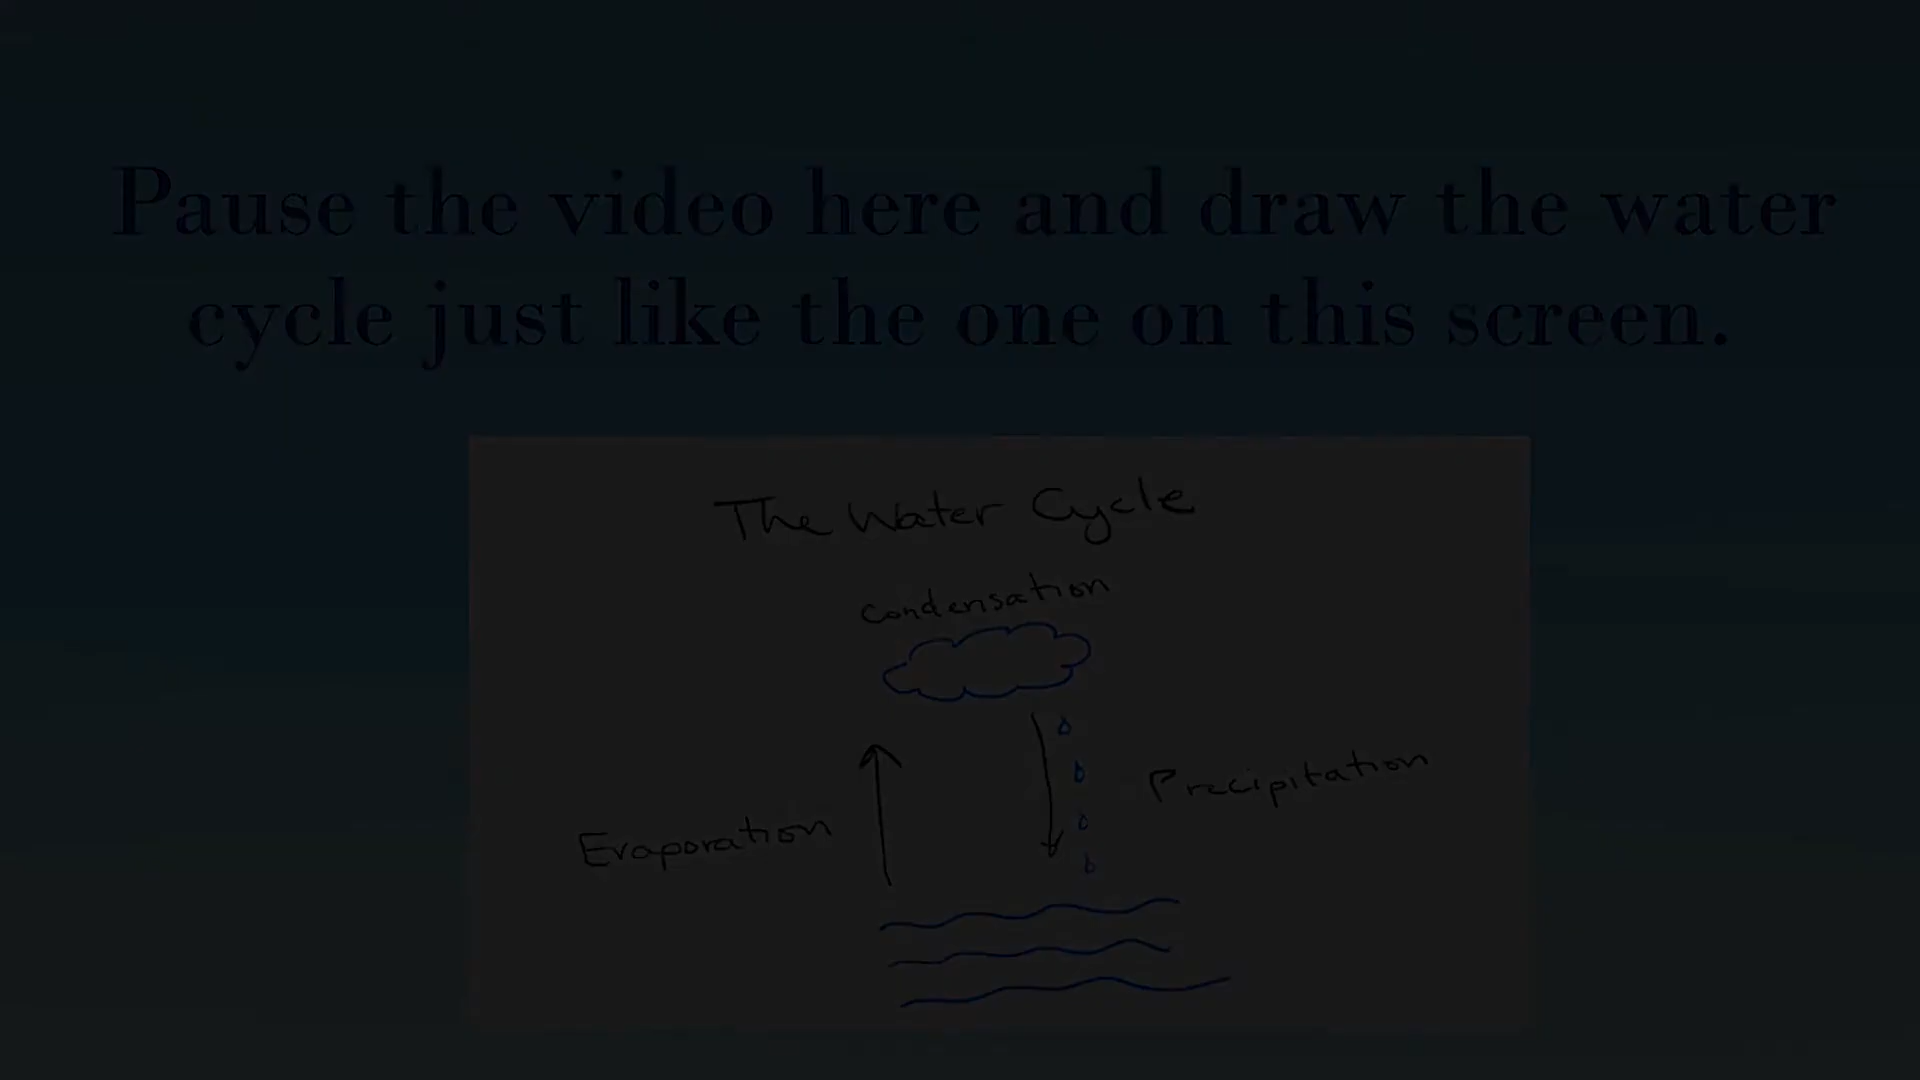 Pause the video here and draw the water
cycle just like the one on this screen.
The Water Cycle
Condensation
Precipitation
Evaporation